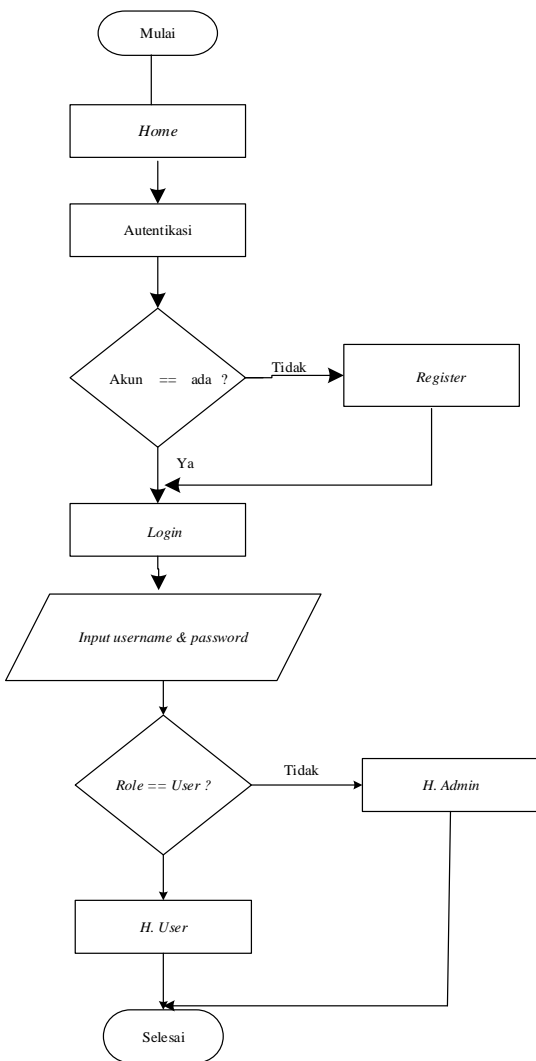 Mulai
Home
Autentikasi
Akun == ada ?
Tidak
Register
Ya
Login
Input username & password
Role == User ?
Tidak
H. Admin
H. User
Selesai